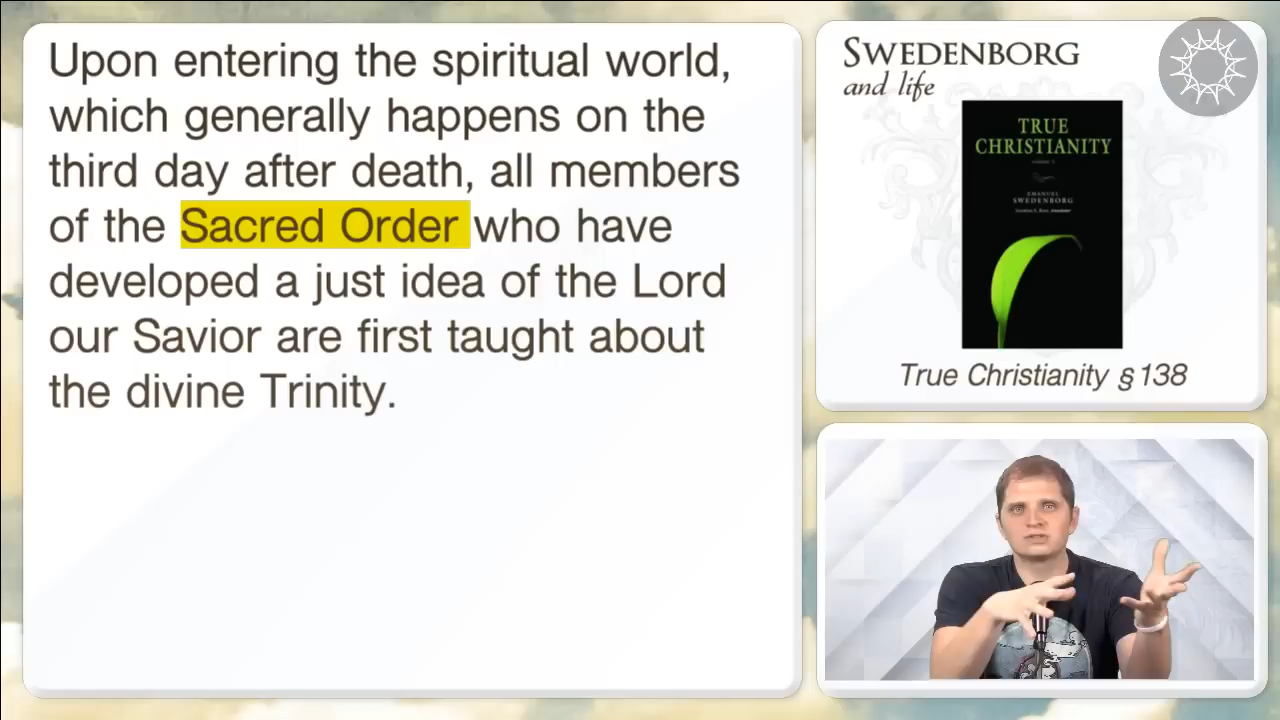 Upon entering the spiritual world,
which generally happens on the
third day after death, all members
of the Sacred Order who have
developed a just idea of the Lord
our Savior are first taught about
the divine Trinity.
SWEDENBORG
and life
TRUE
CHRISTIANITY
EMANUEL
SWEDENBORG
True Christianity § 138